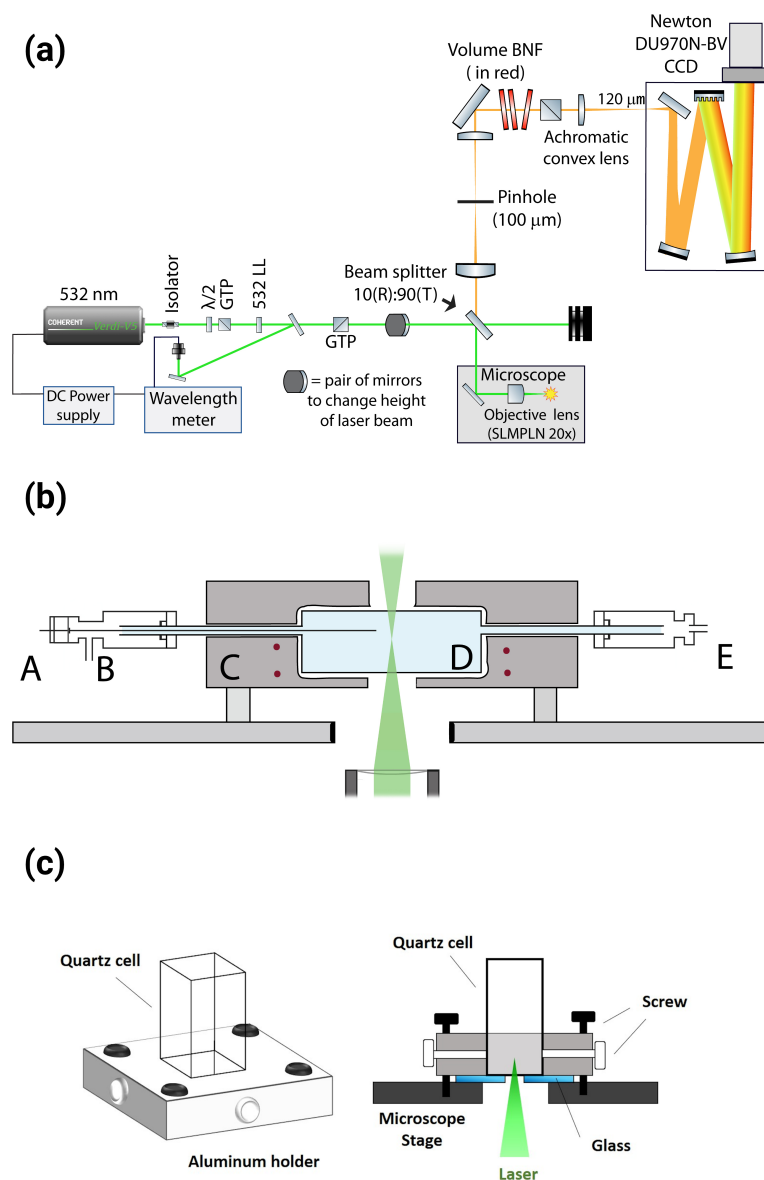 (a)
Newton
DU970N-BV
CCD
Volume BNF
( in red)
120 μm
Achromatic
convex lens
Pinhole
(100 μm)
Beam splitter
10(R):90(T)
532 nm
Isolator
λ/2
GTP
532 LL
COHERENT Verdi-V5
GTP
DC Power
supply
Wavelength
meter
= pair of mirrors
to change height
of laser beam
Microscope
Objective lens
(SLMPLN 20x)
(b)
A
B
C
D
E
(c)
Quartz cell
Aluminum holder
Quartz cell
Screw
Microscope
Stage
Glass
Laser